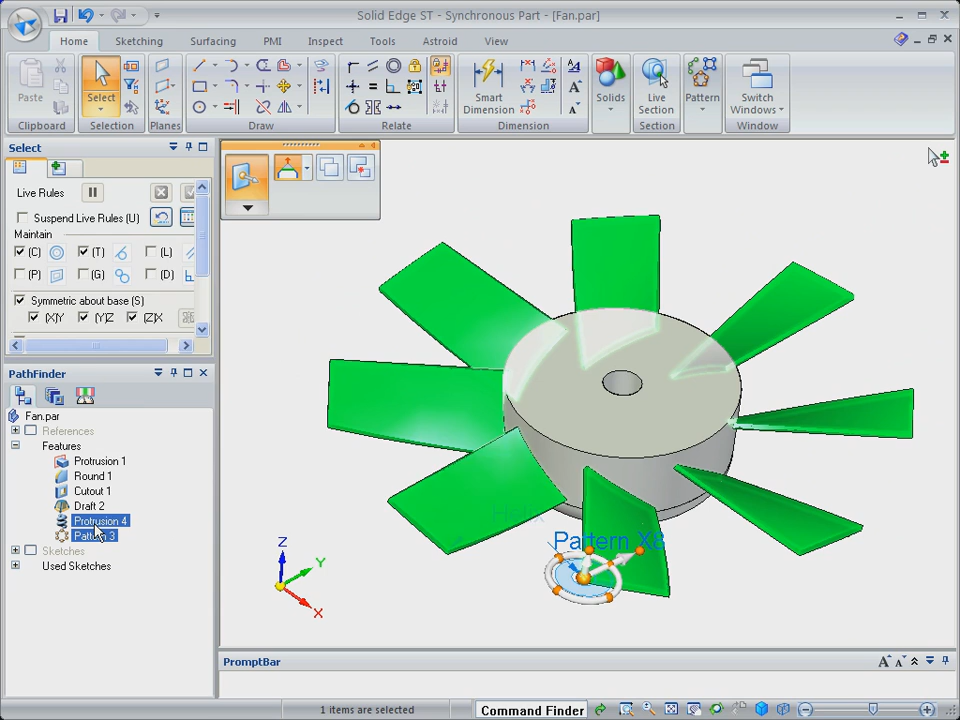 Solid Edge ST - Synchronous Part - [Fan.par]
Home Sketching Surfacing PMI Inspect Tools Astroid View
Paste Select Smart Dimension Solids Live Section Pattern Switch Windows
Clipboard Selection Planes Draw Relate Dimension Section Window
Select
Live Rules
Suspend Live Rules (U)
Maintain
(C) (T) (L)
(P) (G) (D)
Symmetric about base (S)
(X)Y (Y)Z (Z)X
PathFinder
Fan.par
References
Features
Protrusion 1
Round 1
Cutout 1
Draft 2
Protrusion 4
Sketches
Used Sketches
Z
Y
X
Helix
Pattern X8
PromptBar
1 items are selected
Command Finder